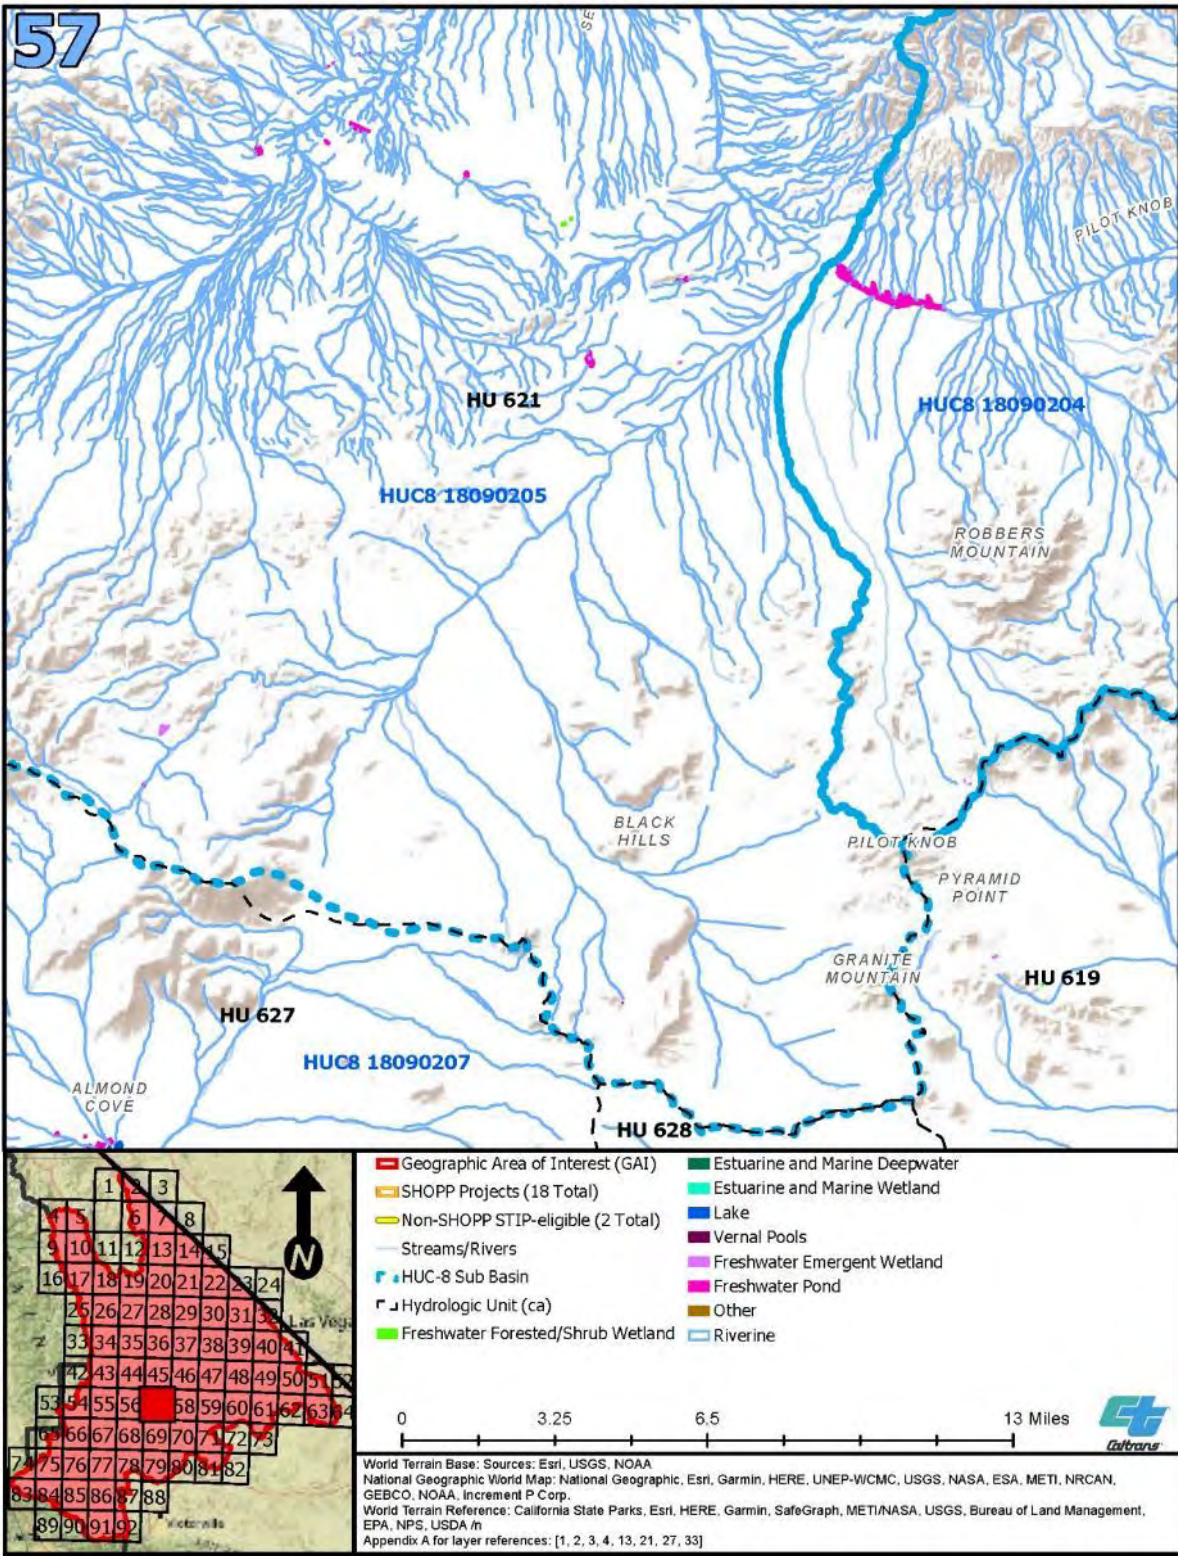 57
SE
PILOT KNOB
HU 621
HUC8 18090204
HUC8 18090205
ROBBERS
MOUNTAIN
BLACK
HILLS
PILOT KNOB
PYRAMID
POINT
GRANITE
MOUNTAIN
HU 619
HU 627
HUC8 18090207
ALMOND
COVE
HU 628
1 2 3
4 5 6 7 8
9 10 11 12 13 14 15
16 17 18 19 20 21 22 23 24
25 26 27 28 29 30 31 32
Las Vega
33 34 35 36 37 38 39 40 41
42 43 44 45 46 47 48 49 50 51 52
53 54 55 56 58 59 60 61 62 63 64
65 66 67 68 69 70 71 72 73
74 75 76 77 78 79 80 81 82
83 84 85 86 87 88
89 90 91 92
Victorville
N
Geographic Area of Interest (GAI)
SHOPP Projects (18 Total)
Non-SHOPP STIP-eligible (2 Total)
Streams/Rivers
HUC-8 Sub Basin
Hydrologic Unit (ca)
Freshwater Forested/Shrub Wetland
Estuarine and Marine Deepwater
Estuarine and Marine Wetland
Lake
Vernal Pools
Freshwater Emergent Wetland
Freshwater Pond
Other
Riverine
0 3.25 6.5 13 Miles
Caltrans
World Terrain Base: Sources: Esri, USGS, NOAA
National Geographic World Map: National Geographic, Esri, Garmin, HERE, UNEP-WCMC, USGS, NASA, ESA, METI, NRCAN,
GEBCO, NOAA, Increment P Corp.
World Terrain Reference: California State Parks, Esri, HERE, Garmin, SafeGraph, METI/NASA, USGS, Bureau of Land Management,
EPA, NPS, USDA /n
Appendix A for layer references: [1, 2, 3, 4, 13, 21, 27, 33]